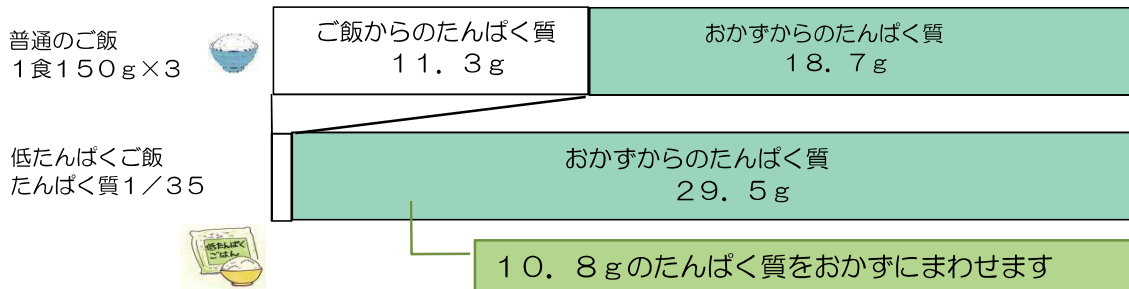 普通のご飯
1食150g×3
ご飯からのたんぱく質
11.3g
おかずからのたんぱく質
18.7g
低たんぱくご飯
たんぱく質1/35
おかずからのたんぱく質
29.5g
低たんぱく
ごはん
10.8gのたんぱく質をおかずにまわせます